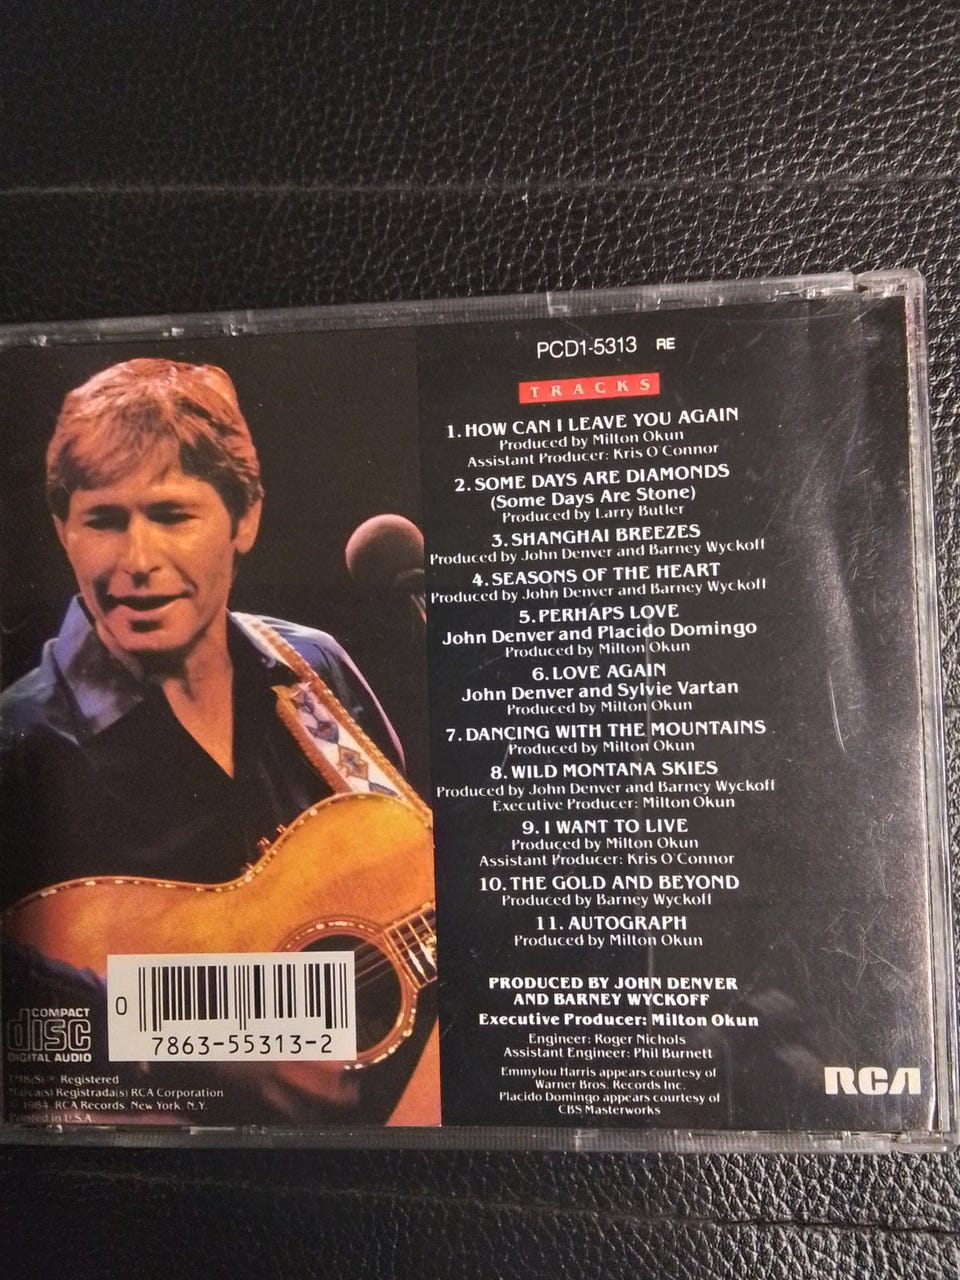 PCD1-5313 RE
TRACKS
1. HOW CAN I LEAVE YOU AGAIN
Produced by Milton Okun
Assistant Producer: Kris O'Connor
2. SOME DAYS ARE DIAMONDS
(Some Days Are Stone)
Produced by Larry Butler
3. SHANGHAI BREEZES
Produced by John Denver and Barney Wyckoff
4. SEASONS OF THE HEART
Produced by John Denver and Barney Wyckoff
5. PERHAPS LOVE
John Denver and Placido Domingo
Produced by Milton Okun
6. LOVE AGAIN
John Denver and Sylvie Vartan
Produced by Milton Okun
7. DANCING WITH THE MOUNTAINS
Produced by Milton Okun
8. WILD MONTANA SKIES
Produced by John Denver and Barney Wyckoff
Executive Producer: Milton Okun
9. I WANT TO LIVE
Produced by Milton Okun
Assistant Producer: Kris O'Connor
10. THE GOLD AND BEYOND
Produced by Barney Wyckoff
11. AUTOGRAPH
Produced by Milton Okun
PRODUCED BY JOHN DENVER
AND BARNEY WYCKOFF
Executive Producer: Milton Okun
Engineer: Roger Nichols
Assistant Engineer: Phil Burnett
Emmylou Harris appears courtesy of
Warner Bros. Records Inc.
Placido Domingo appears courtesy of
CBS Masterworks
RCA
0
7863-55313-2
COMPACT
disc
DIGITAL AUDIO
TMK(S) ® Registered
Marca(s) Registrada(s) RCA Corporation
© 1984, RCA Records, New York, N.Y.
Printed in U.S.A.